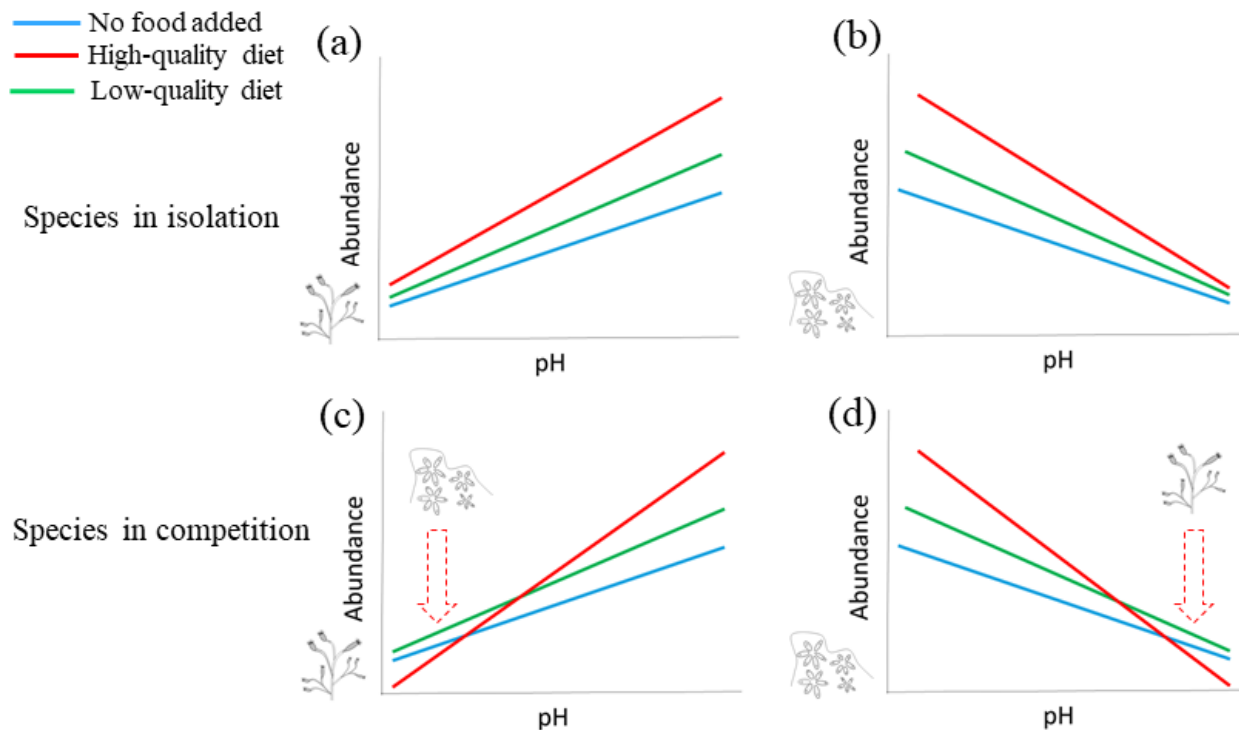 No food added
High-quality diet
Low-quality diet
(a)
(b)
Species in isolation
Abundance
pH
Abundance
pH
(c)
(d)
Species in competition
Abundance
pH
Abundance
pH